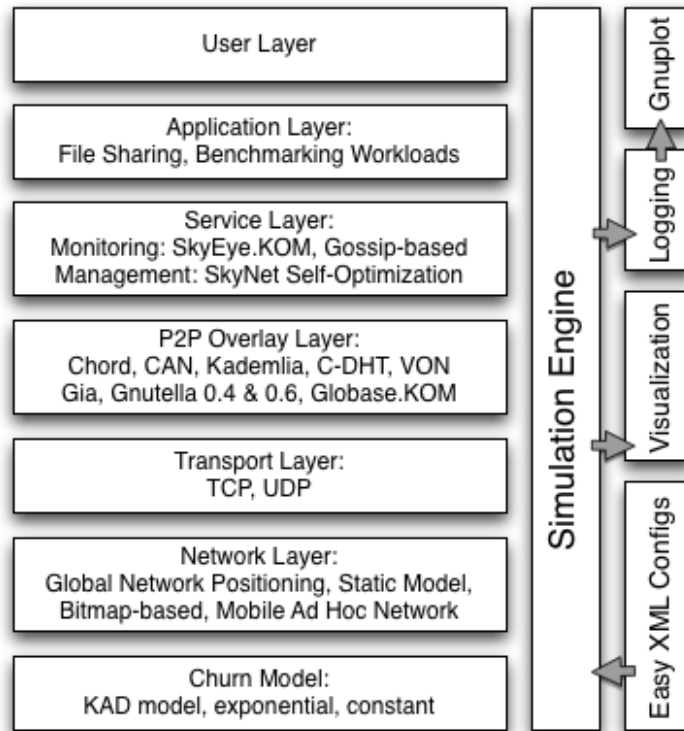 User Layer
Application Layer:
File Sharing, Benchmarking Workloads
Service Layer:
Monitoring: SkyEye.KOM, Gossip-based
Management: SkyNet Self-Optimization
P2P Overlay Layer:
Chord, CAN, Kademlia, C-DHT, VON
Gia, Gnutella 0.4 & 0.6, Globase.KOM
Transport Layer:
TCP, UDP
Network Layer:
Global Network Positioning, Static Model,
Bitmap-based, Mobile Ad Hoc Network
Churn Model:
KAD model, exponential, constant
Simulation Engine
Gnuplot
Logging
Visualization
Easy XML Configs